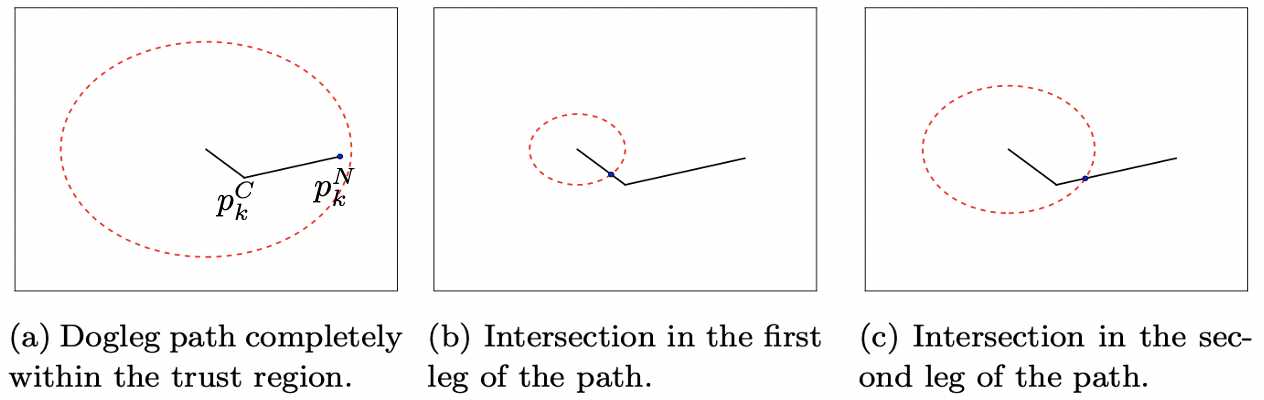 p_k^C
p_k^N
(a) Dogleg path completely
within the trust region.
(b) Intersection in the first
leg of the path.
(c) Intersection in the sec-
ond leg of the path.